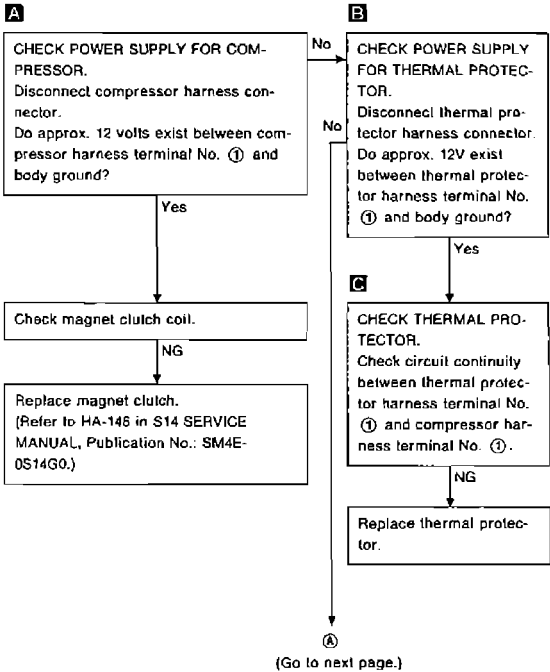 A
CHECK POWER SUPPLY FOR COM-
PRESSOR.
Disconnect compressor harness con-
nector.
Do approx. 12 volts exist between com-
pressor harness terminal No. ① and
body ground?
No
B
CHECK POWER SUPPLY
FOR THERMAL PROTEC-
TOR.
Disconnect thermal pro-
tector harness connector.
Do approx. 12V exist
between thermal protec-
tor harness terminal No.
① and body ground?
No
Yes
Check magnet clutch coil.
NG
Replace magnet clutch.
(Refer to HA-146 in S14 SERVICE
MANUAL, Publication No.: SM4E-
0S14G0.)
Yes
C
CHECK THERMAL PRO-
TECTOR.
Check circuit continuity
between thermal protec-
tor harness terminal No.
① and compressor har-
ness terminal No. ①.
NG
Replace thermal protec-
tor.
Ⓐ
(Go to next page.)